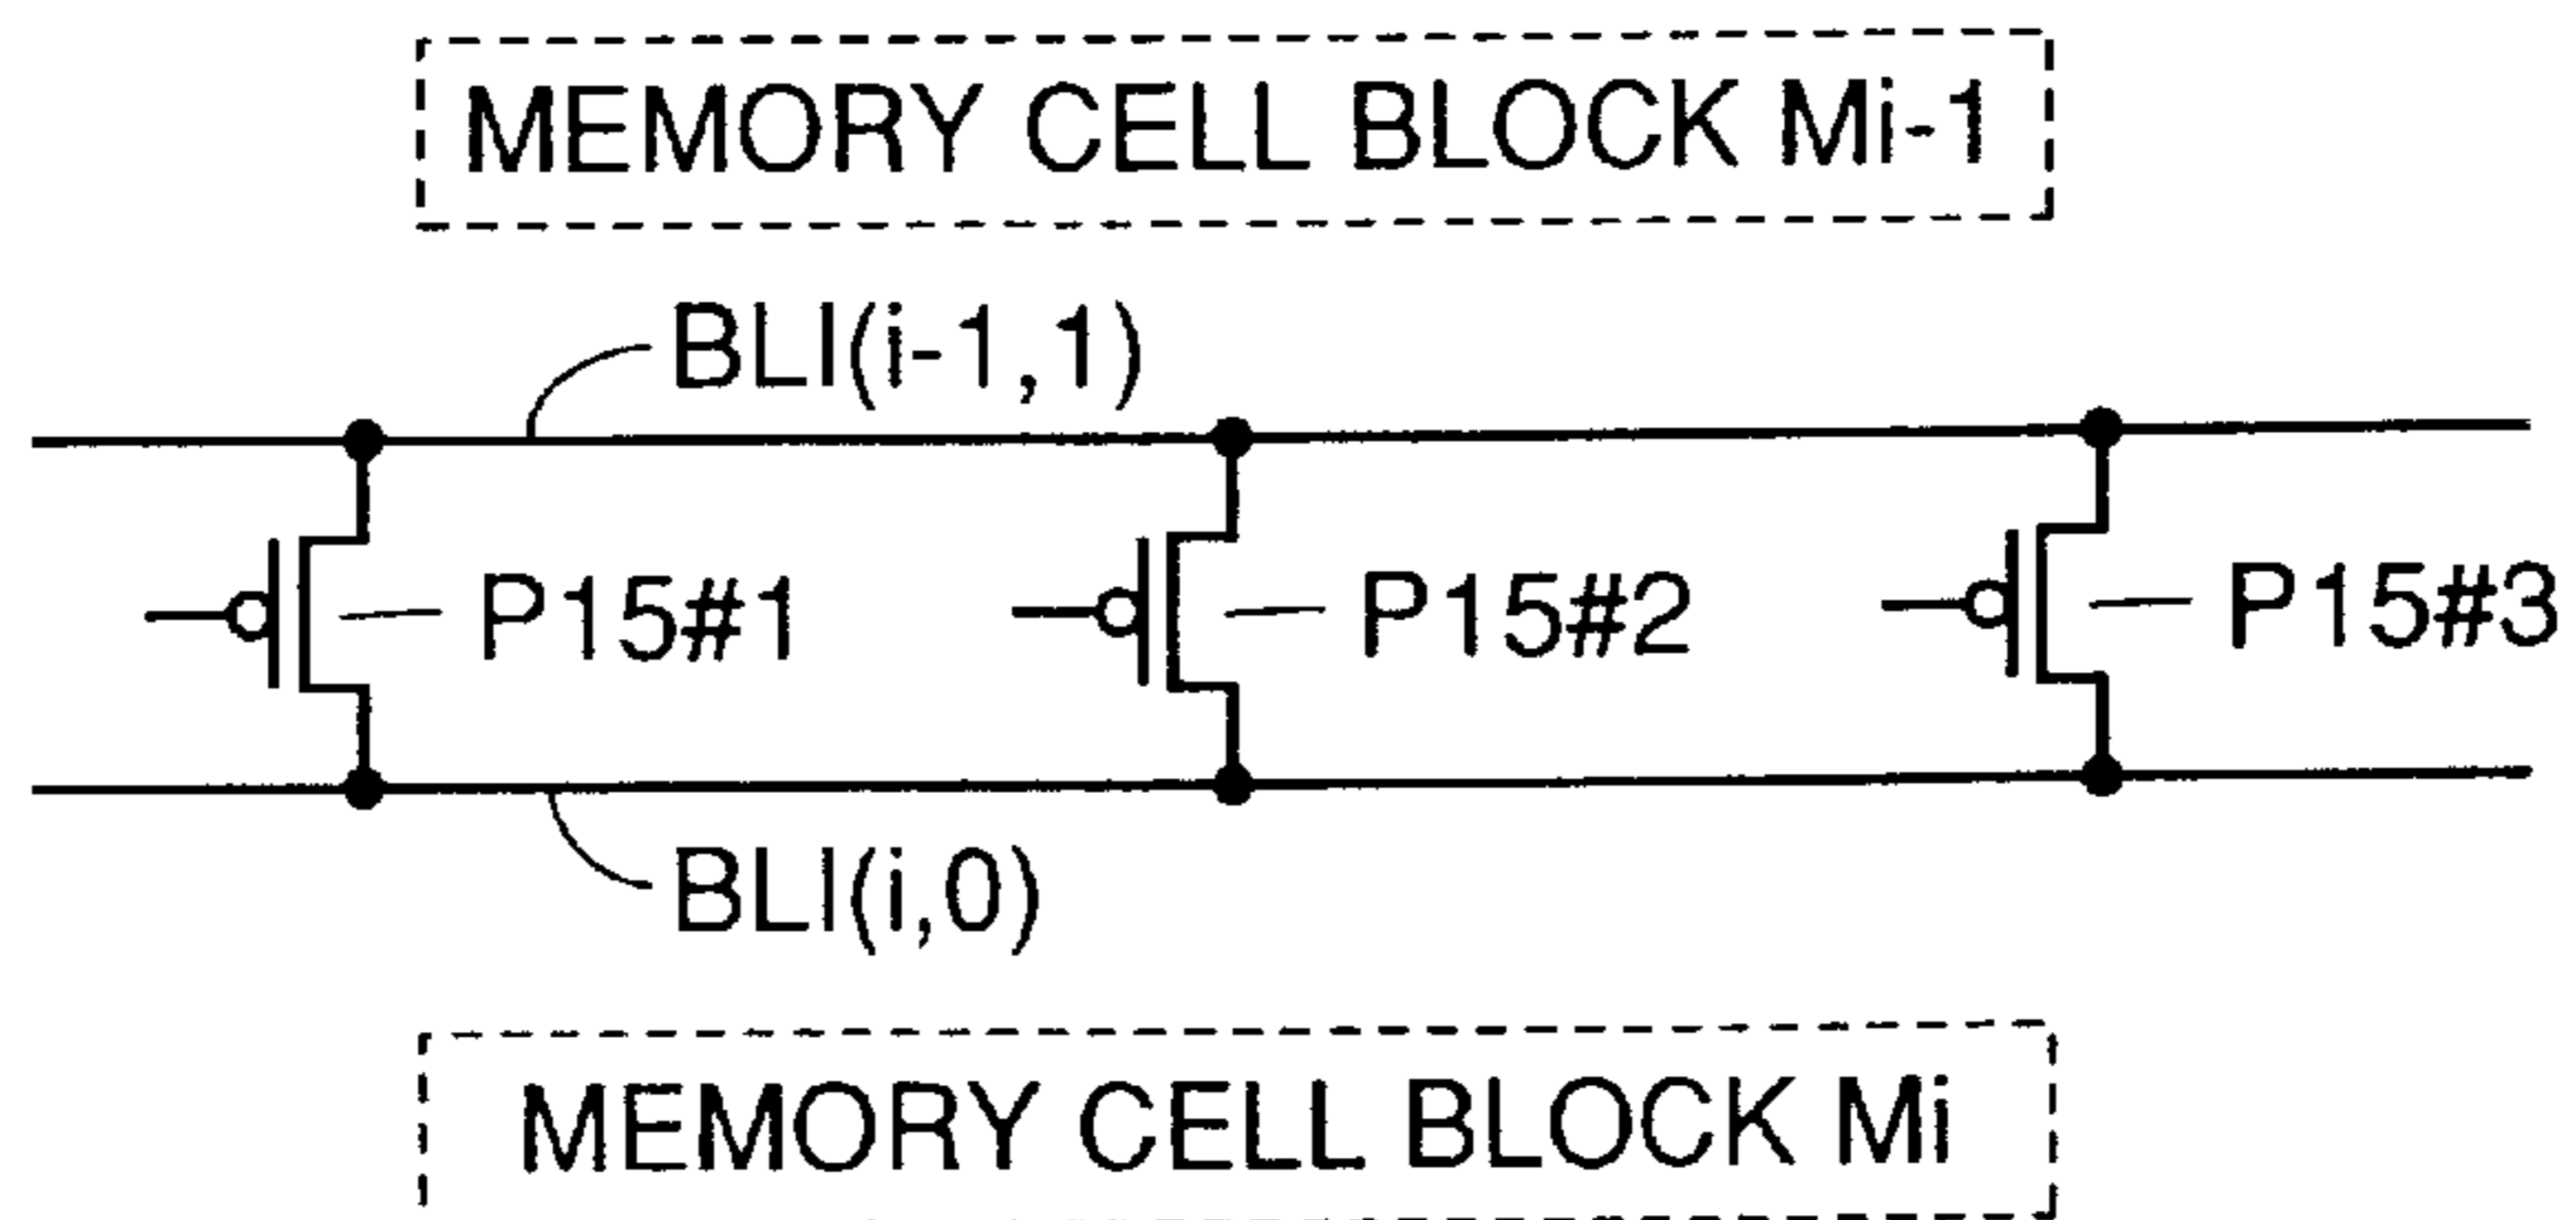 MEMORY CELL BLOCK Mi-1
BLI(i-1,1)
P15#1
P15#2
P15#3
BLI(i,0)
MEMORY CELL BLOCK Mi